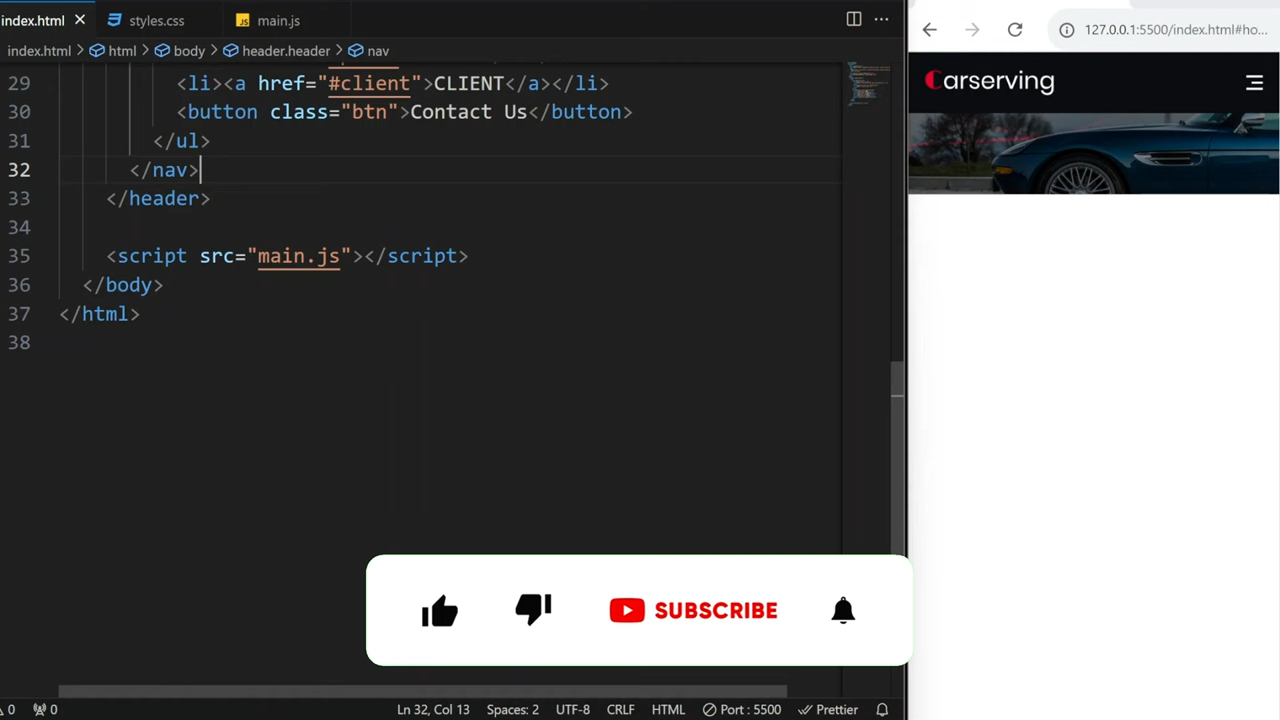 index.html
styles.css
JS main.js
127.0.0.1:5500/index.html#ho...
index.html > html > body > header.header > nav
29 <li><a href="#client">CLIENT</a></li>
30 <button class="btn">Contact Us</button>
31 </ul>
32 </nav>
33 </header>
34
35 <script src="main.js"></script>
36 </body>
37 </html>
38
Carserving
SUBSCRIBE
0 0 Ln 32, Col 13 Spaces: 2 UTF-8 CRLF HTML Port : 5500 Prettier